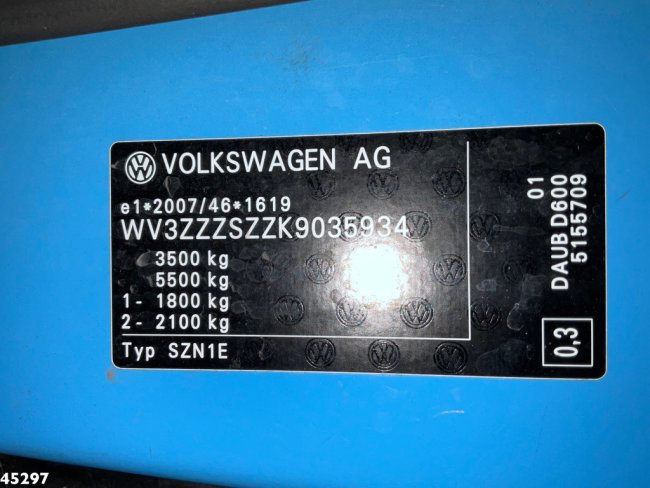 VOLKSWAGEN AG
e1*2007/46*1619
WV3ZZZSZZK9035934
3500 kg
5500 kg
1- 1800 kg
2- 2100 kg
Typ SZN1E
01
DAUB D600
5155709
0,3
45297